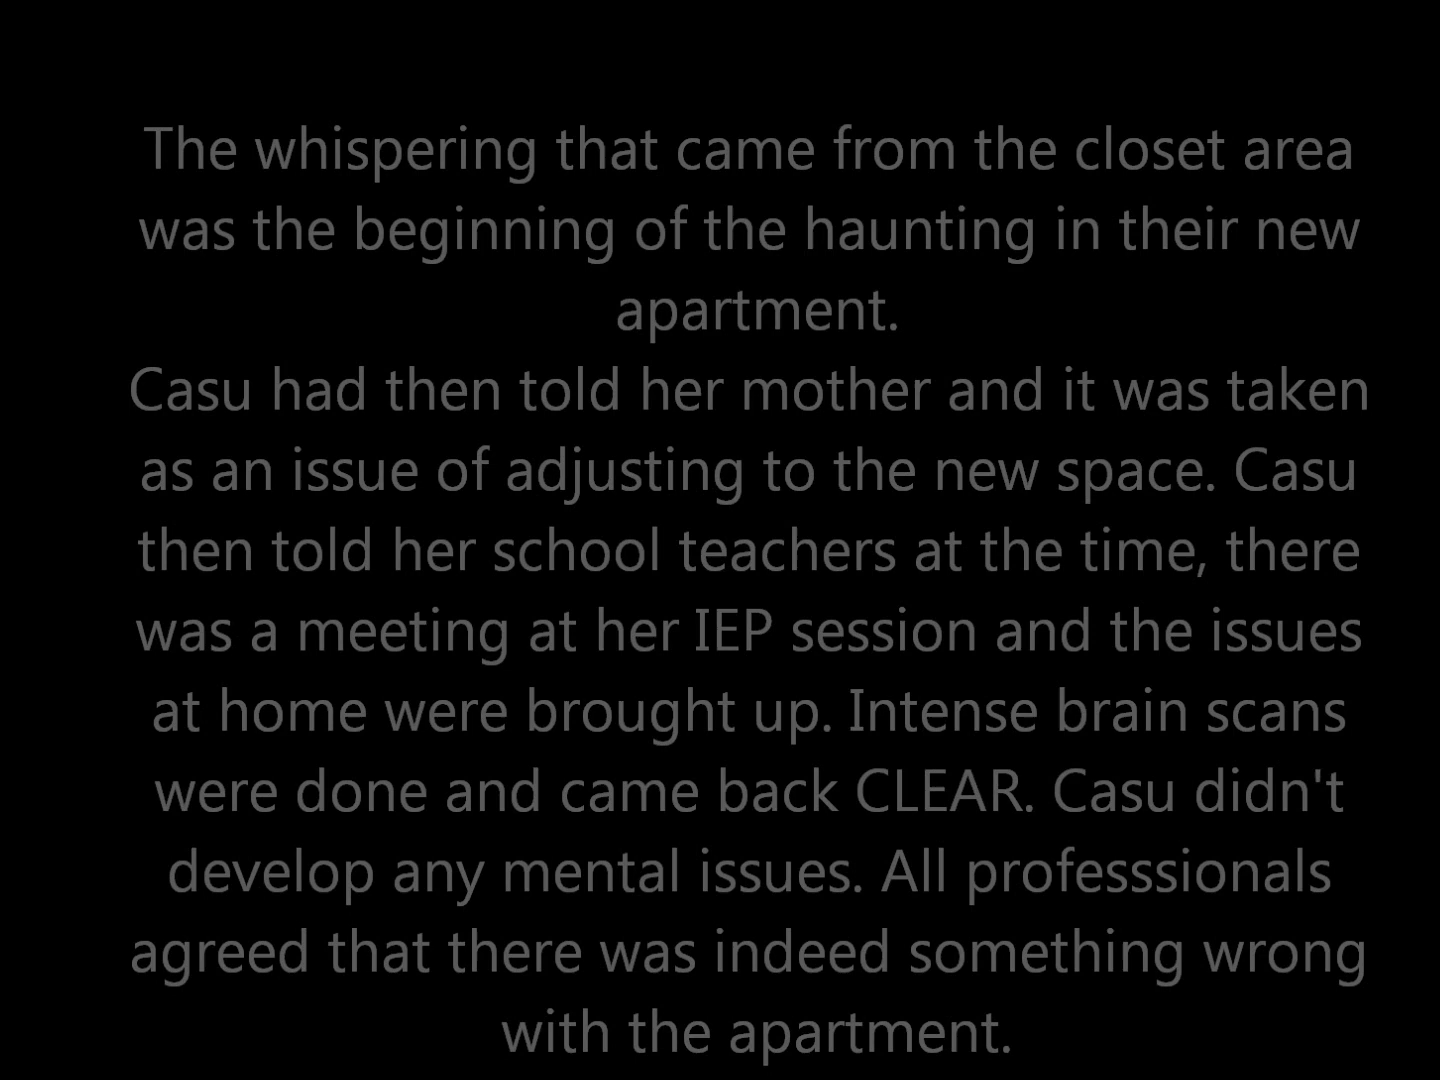 The whispering that came from the closet area
was the beginning of the haunting in their new
apartment.
Casu had then told her mother and it was taken
as an issue of adjusting to the new space. Casu
then told her school teachers at the time, there
was a meeting at her IEP session and the issues
at home were brought up. Intense brain scans
were done and came back CLEAR. Casu didn't
develop any mental issues. All professsionals
agreed that there was indeed something wrong
with the apartment.